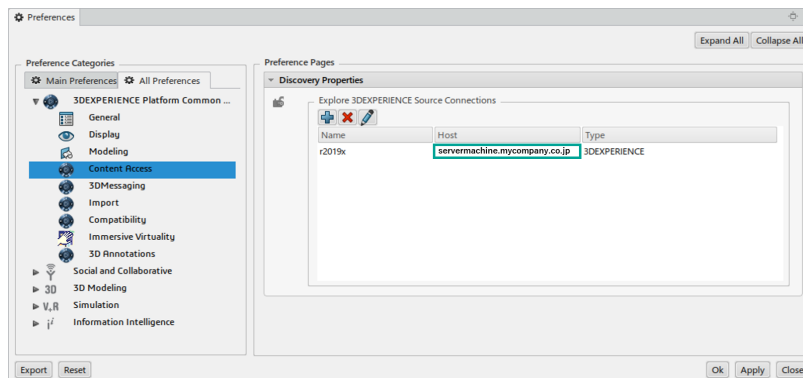 Preferences
Expand All Collapse All
Preference Categories
Main Preferences All Preferences
3DEXPERIENCE Platform Common ...
General
Display
Modeling
Content Access
3DMessaging
Import
Compatibility
Immersive Virtuality
3D Annotations
Social and Collaborative
3D 3D Modeling
V,R Simulation
Information Intelligence
Preference Pages
Discovery Properties
Explore 3DEXPERIENCE Source Connections
Name Host Type
r2019x servermachine.mycompany.co.jp 3DEXPERIENCE
Export Reset
Ok Apply Close